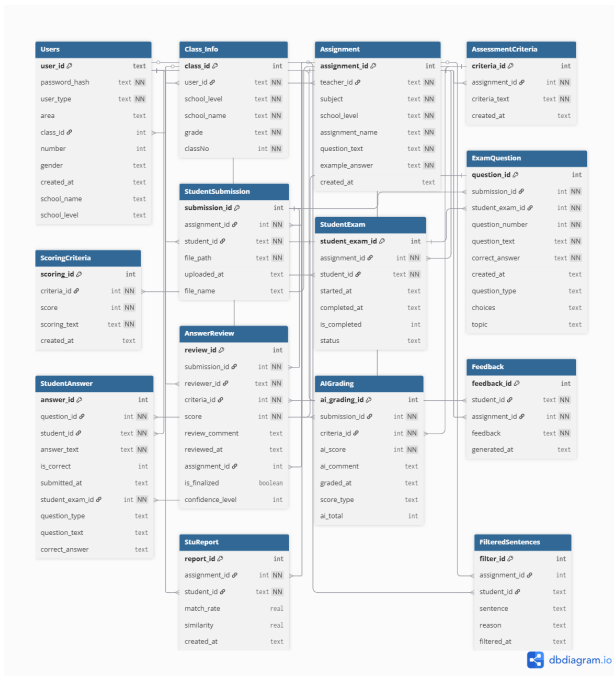 Users
user_id text
password_hash text NN
user_type text NN
area text
class_id int
number int
gender text
created_at text
school_name text
school_level text
Class_Info
class_id int
user_id text NN
school_level text NN
school_name text NN
grade text NN
classNo int NN
Assignment
assignment_id int
teacher_id text NN
subject text NN
school_level text NN
assignment_name text NN
question_text text NN
example_answer text NN
created_at text
AssessmentCriteria
criteria_id int
assignment_id int NN
criteria_text text NN
created_at text
ExamQuestion
question_id int
submission_id int NN
student_exam_id int NN
question_number int NN
question_text text NN
correct_answer text NN
created_at text
question_type text
choices text
topic text
StudentSubmission
submission_id int
assignment_id int NN
student_id text NN
file_path text NN
uploaded_at text
file_name text
StudentExam
student_exam_id int
assignment_id int NN
student_id text NN
started_at text
completed_at text
is_completed int
status text
ScoringCriteria
scoring_id int
criteria_id int NN
score int NN
scoring_text text NN
created_at text
AnswerReview
review_id int
submission_id int NN
reviewer_id text NN
criteria_id int NN
score int NN
review_comment text
reviewed_at text
assignment_id int
is_finalized boolean
confidence_level int
StudentAnswer
answer_id int
question_id int NN
student_id text NN
answer_text text NN
is_correct int
submitted_at text
student_exam_id int NN
question_type text
question_text text
correct_answer text
AIGrading
ai_grading_id int
submission_id int NN
criteria_id int NN
ai_score int NN
ai_comment text
graded_at text
score_type text
ai_total int
Feedback
feedback_id int
student_id text NN
assignment_id int NN
feedback text NN
generated_at text
StuReport
report_id int
assignment_id int NN
student_id text NN
match_rate real
similarity real
created_at text
FilteredSentences
filter_id int
assignment_id int
student_id text
sentence text
reason text
filtered_at text
dbdiagram.io